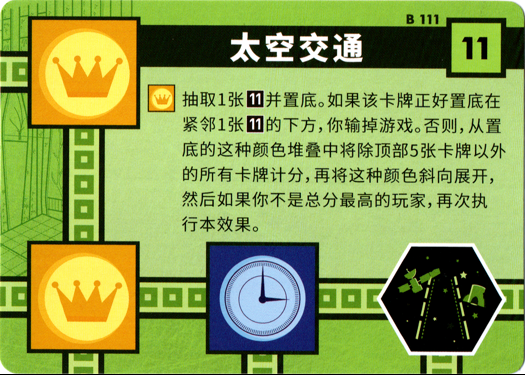 B 111
太空交通
11
抽取1张11并置底。如果该卡牌正好置底在
紧邻1张11的下方，你输掉游戏。否则，从置
底的这种颜色堆叠中将除顶部5张卡牌以外
的所有卡牌计分，再将这种颜色斜向展开，
然后如果你不是总分最高的玩家，再次执
行本效果。